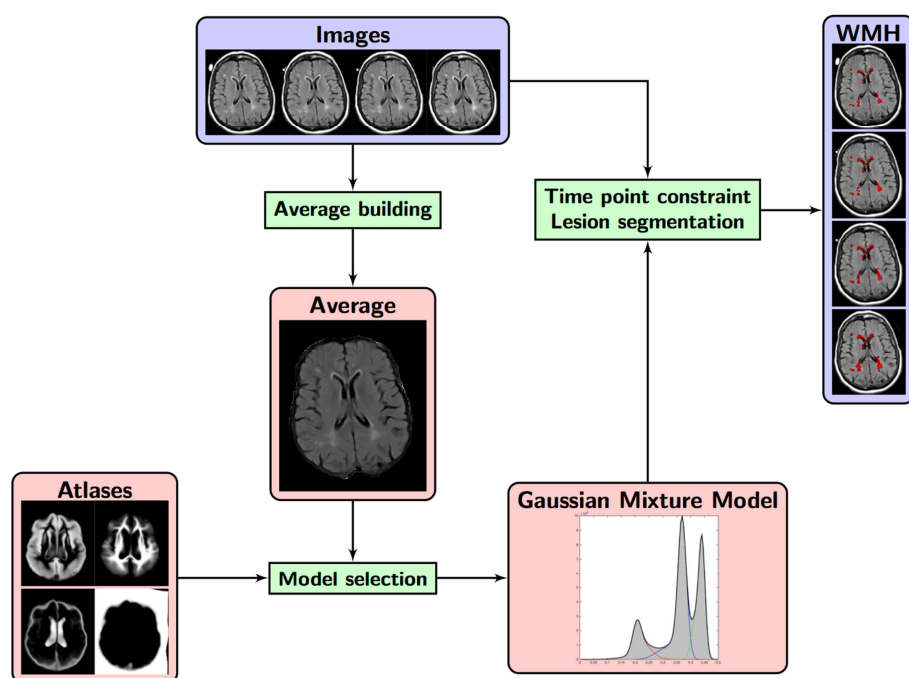 Images
WMH
Average building
Time point constraint
Lesion segmentation
Average
Atlases
Gaussian Mixture Model
Model selection